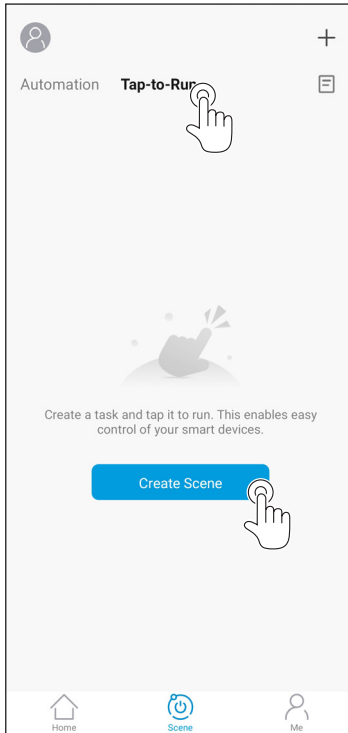 Automation Tap-to-Run
Create a task and tap it to run. This enables easy
control of your smart devices.
Create Scene
Home Scene Me